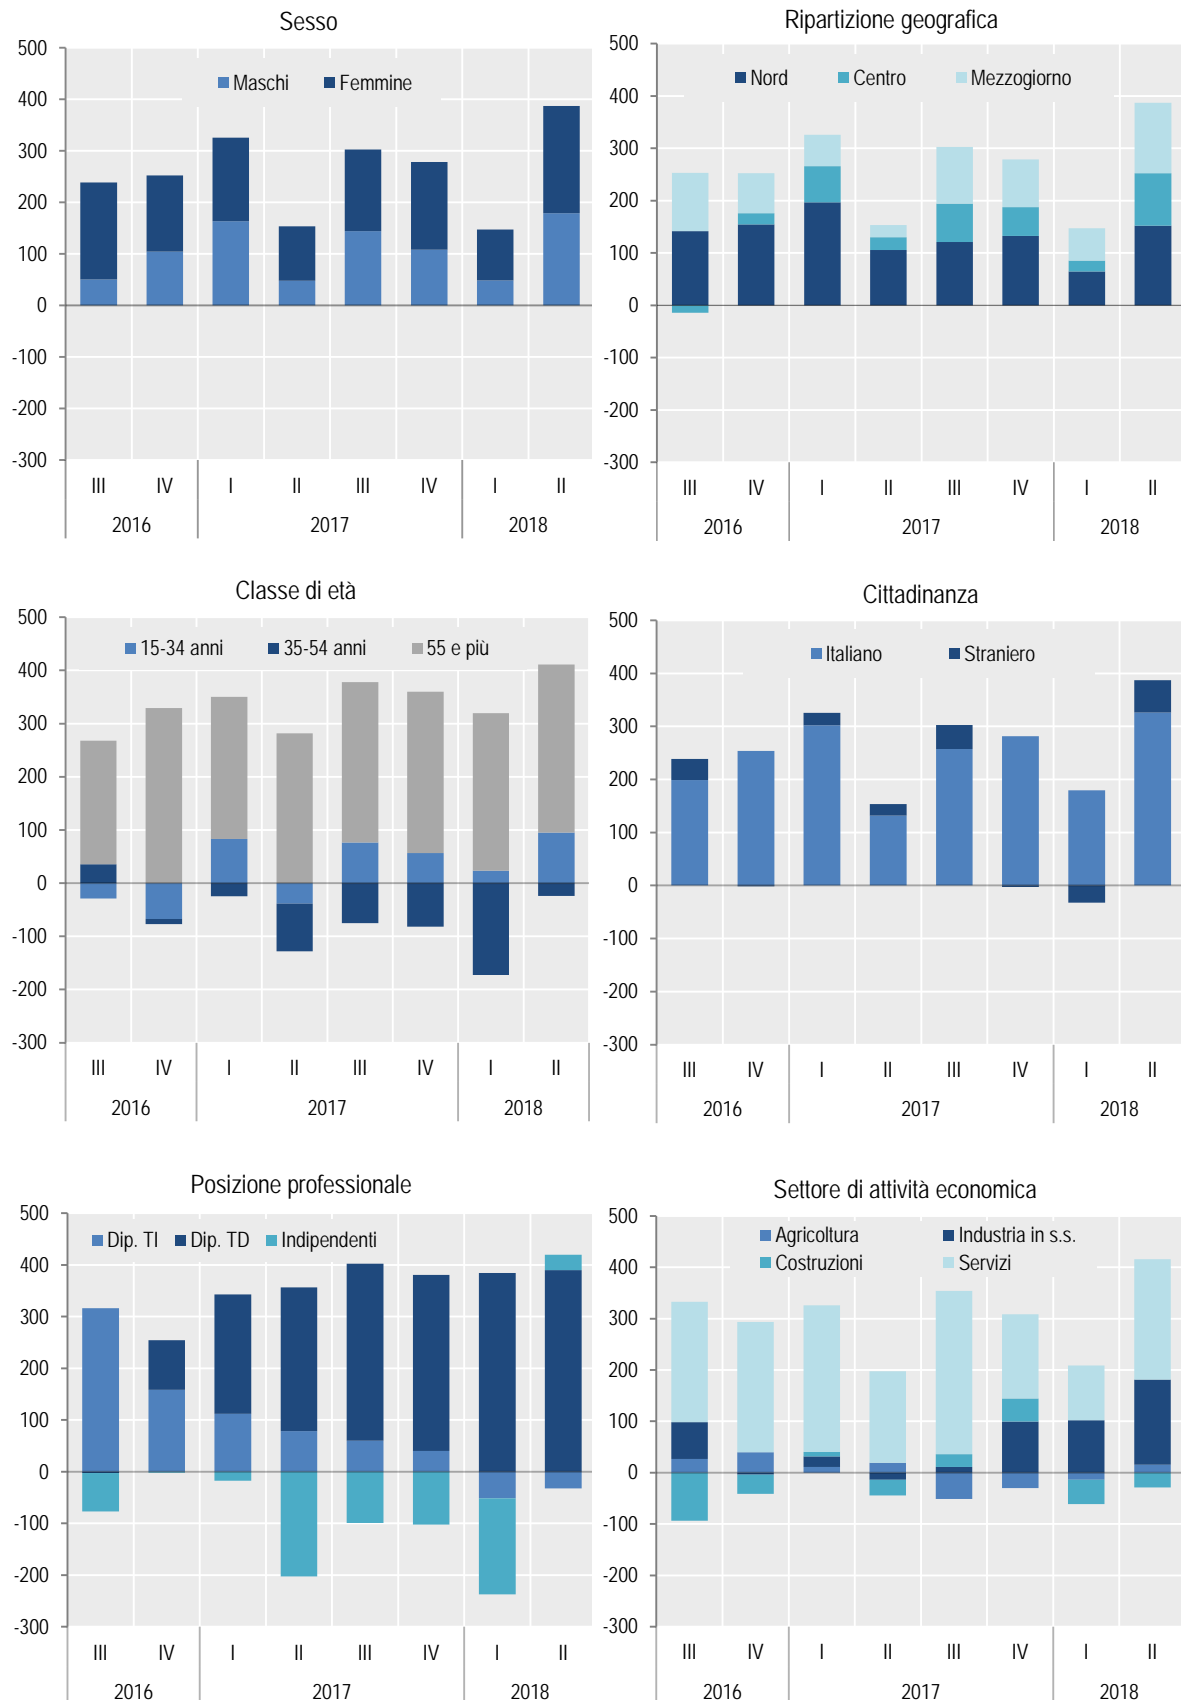 Sesso
Maschi Femmine
500
400
300
200
100
0
-100
-200
-300
III IV I II III IV I II
2016 2017 2018
Ripartizione geografica
Nord Centro Mezzogiorno
500
400
300
200
100
0
-100
-200
-300
III IV I II III IV I II
2016 2017 2018
Classe di età
15-34 anni 35-54 anni 55 e più
500
400
300
200
100
0
-100
-200
-300
III IV I II III IV I II
2016 2017 2018
Cittadinanza
Italiano Straniero
500
400
300
200
100
0
-100
-200
-300
III IV I II III IV I II
2016 2017 2018
Posizione professionale
Dip. TI Dip. TD Indipendenti
500
400
300
200
100
0
-100
-200
-300
III IV I II III IV I II
2016 2017 2018
Settore di attività economica
Agricoltura Industria in s.s.
Costruzioni Servizi
500
400
300
200
100
0
-100
-200
-300
III IV I II III IV I II
2016 2017 2018